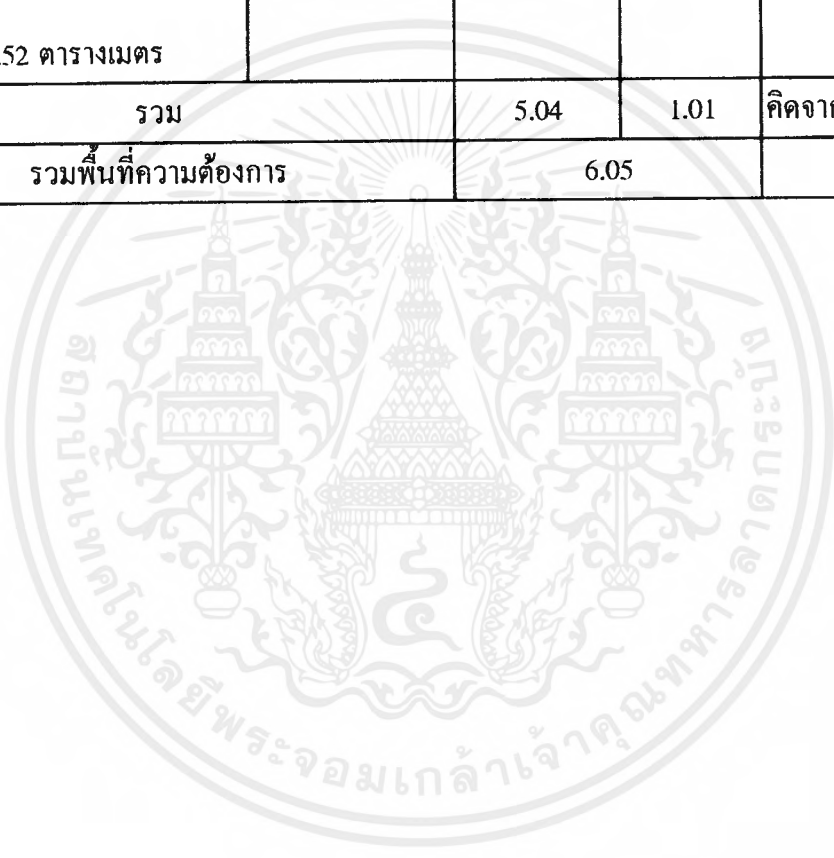 .52 ตารางเมตร
รวม 5.04 1.01 คิดจาก
รวมพื้นที่ความต้องการ 6.05
สถาบันเทคโนโลยีพระจอมเกล้าเจ้าคุณทหารลาดกระบัง